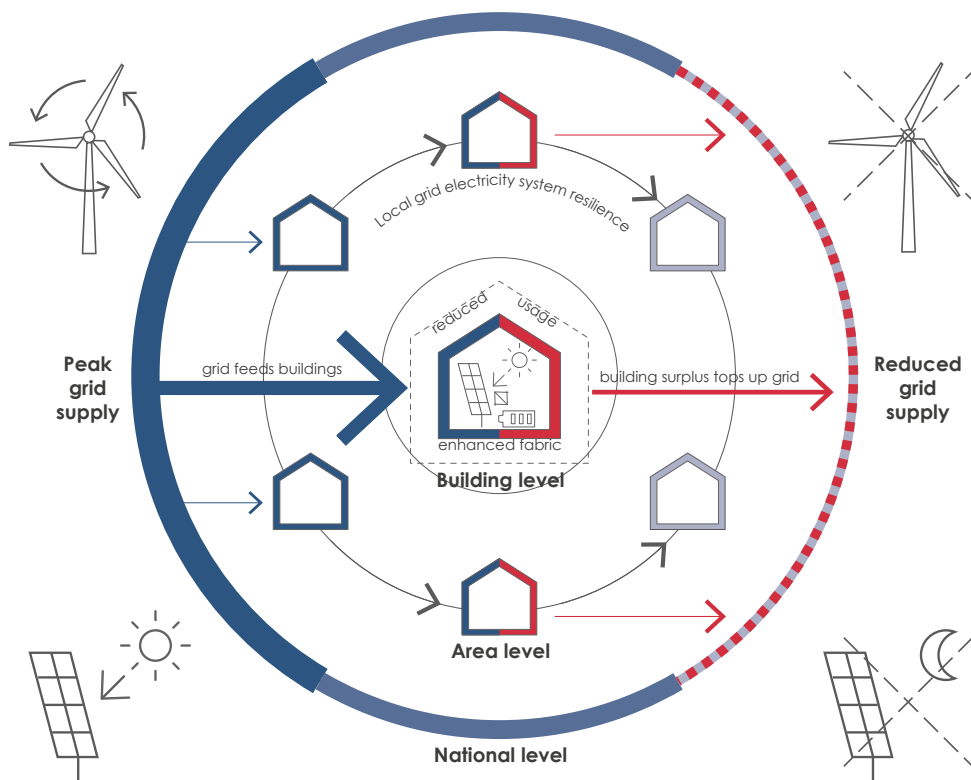 Local grid electricity system resilience
reduced
usage
Peak
grid
supply
grid feeds buildings
building surplus tops up grid
Reduced
grid
supply
enhanced fabric
Building level
Area level
National level